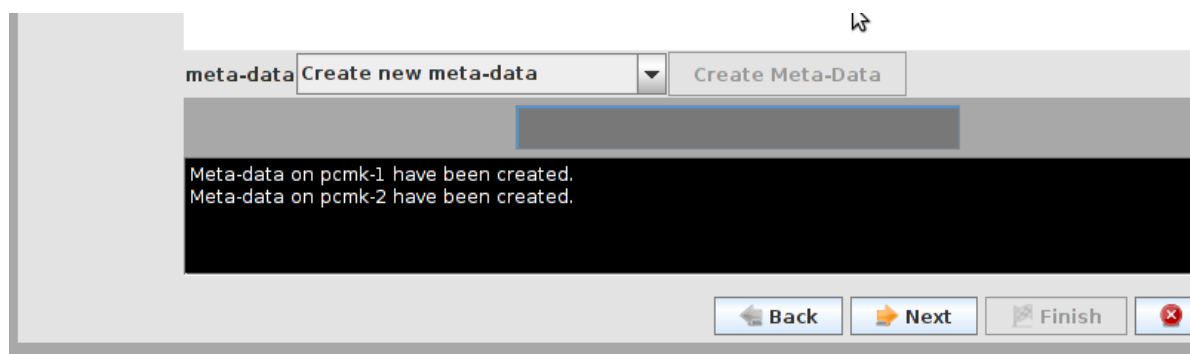 meta-data Create new meta-data Create Meta-Data
Meta-data on pcmk-1 have been created.
Meta-data on pcmk-2 have been created.
Back Next Finish